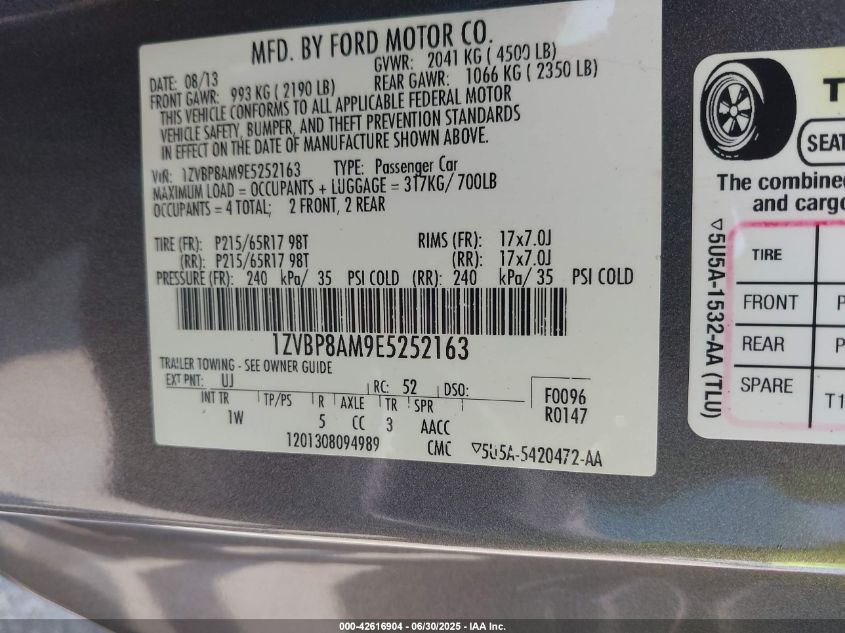 MFD. BY FORD MOTOR CO.
DATE: 08/13
GVWR: 2041 KG ( 4500 LB)
FRONT GAWR: 993 KG ( 2190 LB)
REAR GAWR: 1066 KG ( 2350 LB)
THIS VEHICLE CONFORMS TO ALL APPLICABLE FEDERAL MOTOR
VEHICLE SAFETY, BUMPER, AND THEFT PREVENTION STANDARDS
IN EFFECT ON THE DATE OF MANUFACTURE SHOWN ABOVE.
VIN: 1ZVBP8AM9E5252163 TYPE: Passenger Car
MAXIMUM LOAD = OCCUPANTS + LUGGAGE = 317KG/ 700LB
OCCUPANTS = 4 TOTAL; 2 FRONT, 2 REAR
TIRE (FR): P215/65R17 98T RIMS (FR): 17x7.0J
(RR): P215/65R17 98T (RR): 17x7.0J
PRESSURE (FR): 240 kPa/ 35 PSI COLD (RR): 240 kPa/ 35 PSI COLD
1ZVBP8AM9E5252163
TRAILER TOWING - SEE OWNER GUIDE
EXT PNT: UJ RC: 52 DSO: F0096
INT TR TP/PS R AXLE TR SPR R0147
1W 5 CC 3 AACC
1201308094989 CMC ▽5U5A-5420472-AA
T
SEAT
The combine
and cargo
TIRE
FRONT P
REAR P
SPARE T1
▽5U5A-1532-AA (TLU)
000-42616904 - 06/30/2025 - IAA Inc.